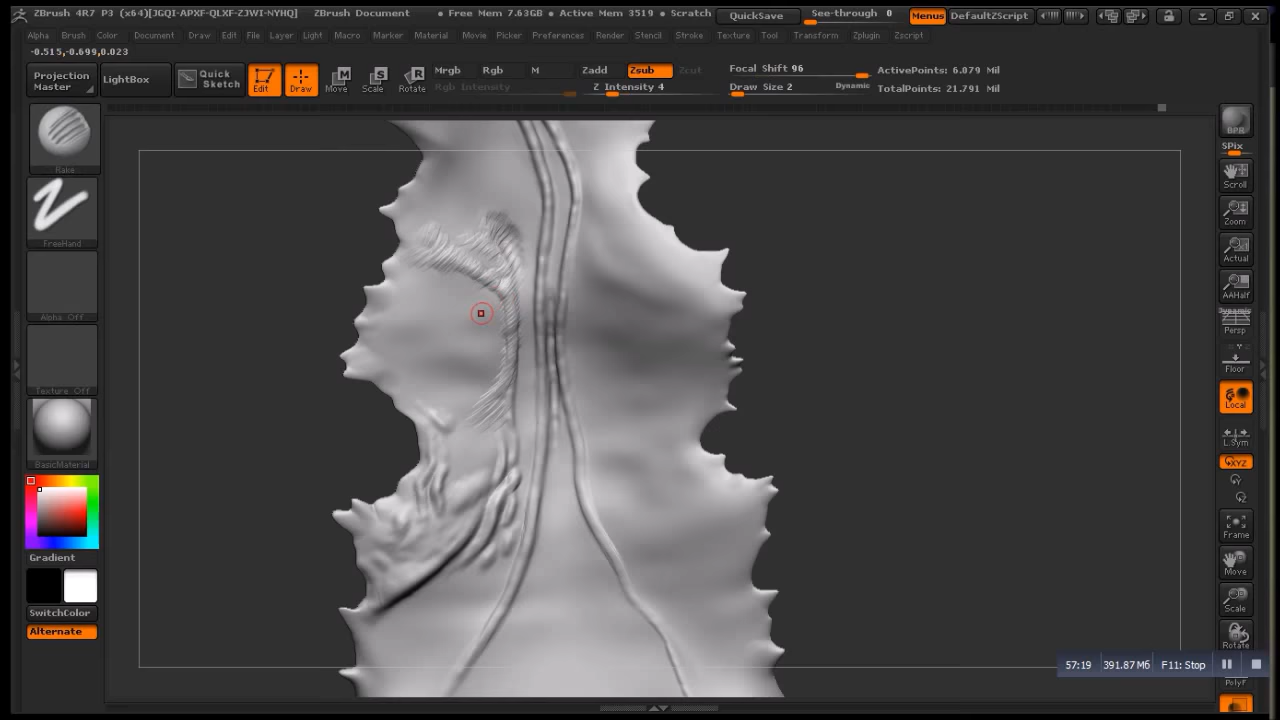 ZBrush 4R7 P3 (x64)[JGQI-APXF-QLXF-ZJWI-NYHQ] ZBrush Document • Free Mem 7.63GB • Active Mem 3519 • Scratch QuickSave See-through 0 Menus DefaultZScript
Alpha Brush Color Document Draw Edit File Layer Light Macro Marker Material Movie Picker Preferences Render Stencil Stroke Texture Tool Transform Zplugin Zscript
-0.515,-0.699,0.023
Projection Master
LightBox
Quick Sketch
Edit
Draw
Move
Scale
Rotate
Mrgb Rgb M
Rgb Intensity
Zadd Zsub Zcut
Z Intensity 4
Focal Shift 96
Draw Size 2 Dynamic
ActivePoints: 6.079 Mil
TotalPoints: 21.791 Mil
Rake
FreeHand
Alpha Off
Texture Off
BasicMaterial
Gradient
SwitchColor
Alternate
BPR
SPix
Scroll
Zoom
Actual
AAHalf
Dynamic
Persp
Floor
Local
L.Sym
XYZ
Frame
Move
Scale
Rotate
PolyF
57:19 391.87Мб F11: Stop